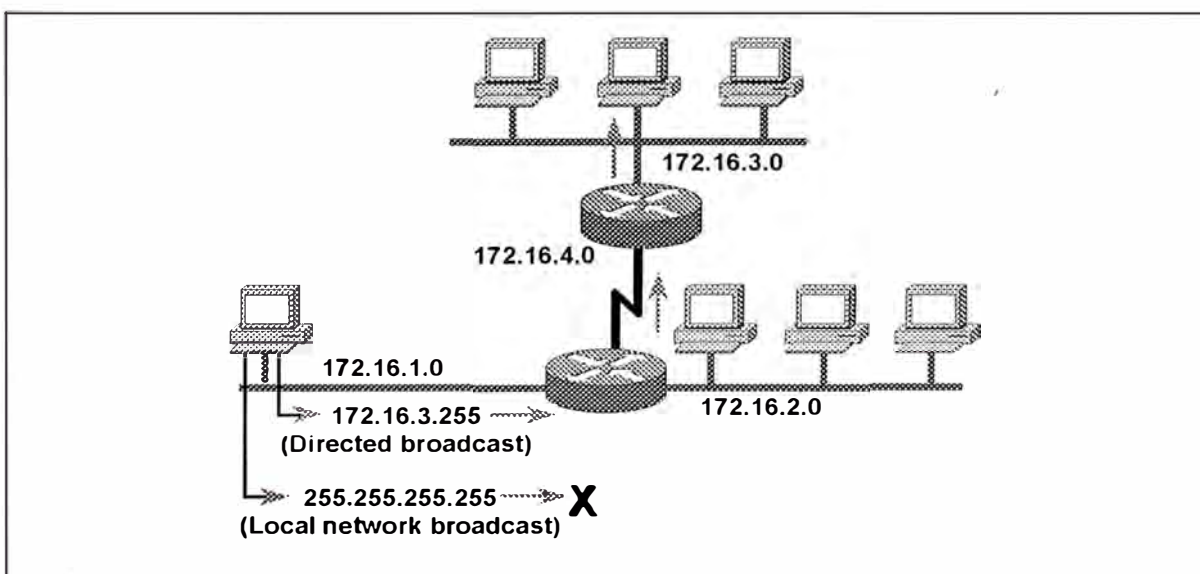 172.16.3.0
172.16.4.0
172.16.1.0
172.16.2.0
172.16.3.255
(Directed broadcast)
255.255.255.255 X
(Local network broadcast)